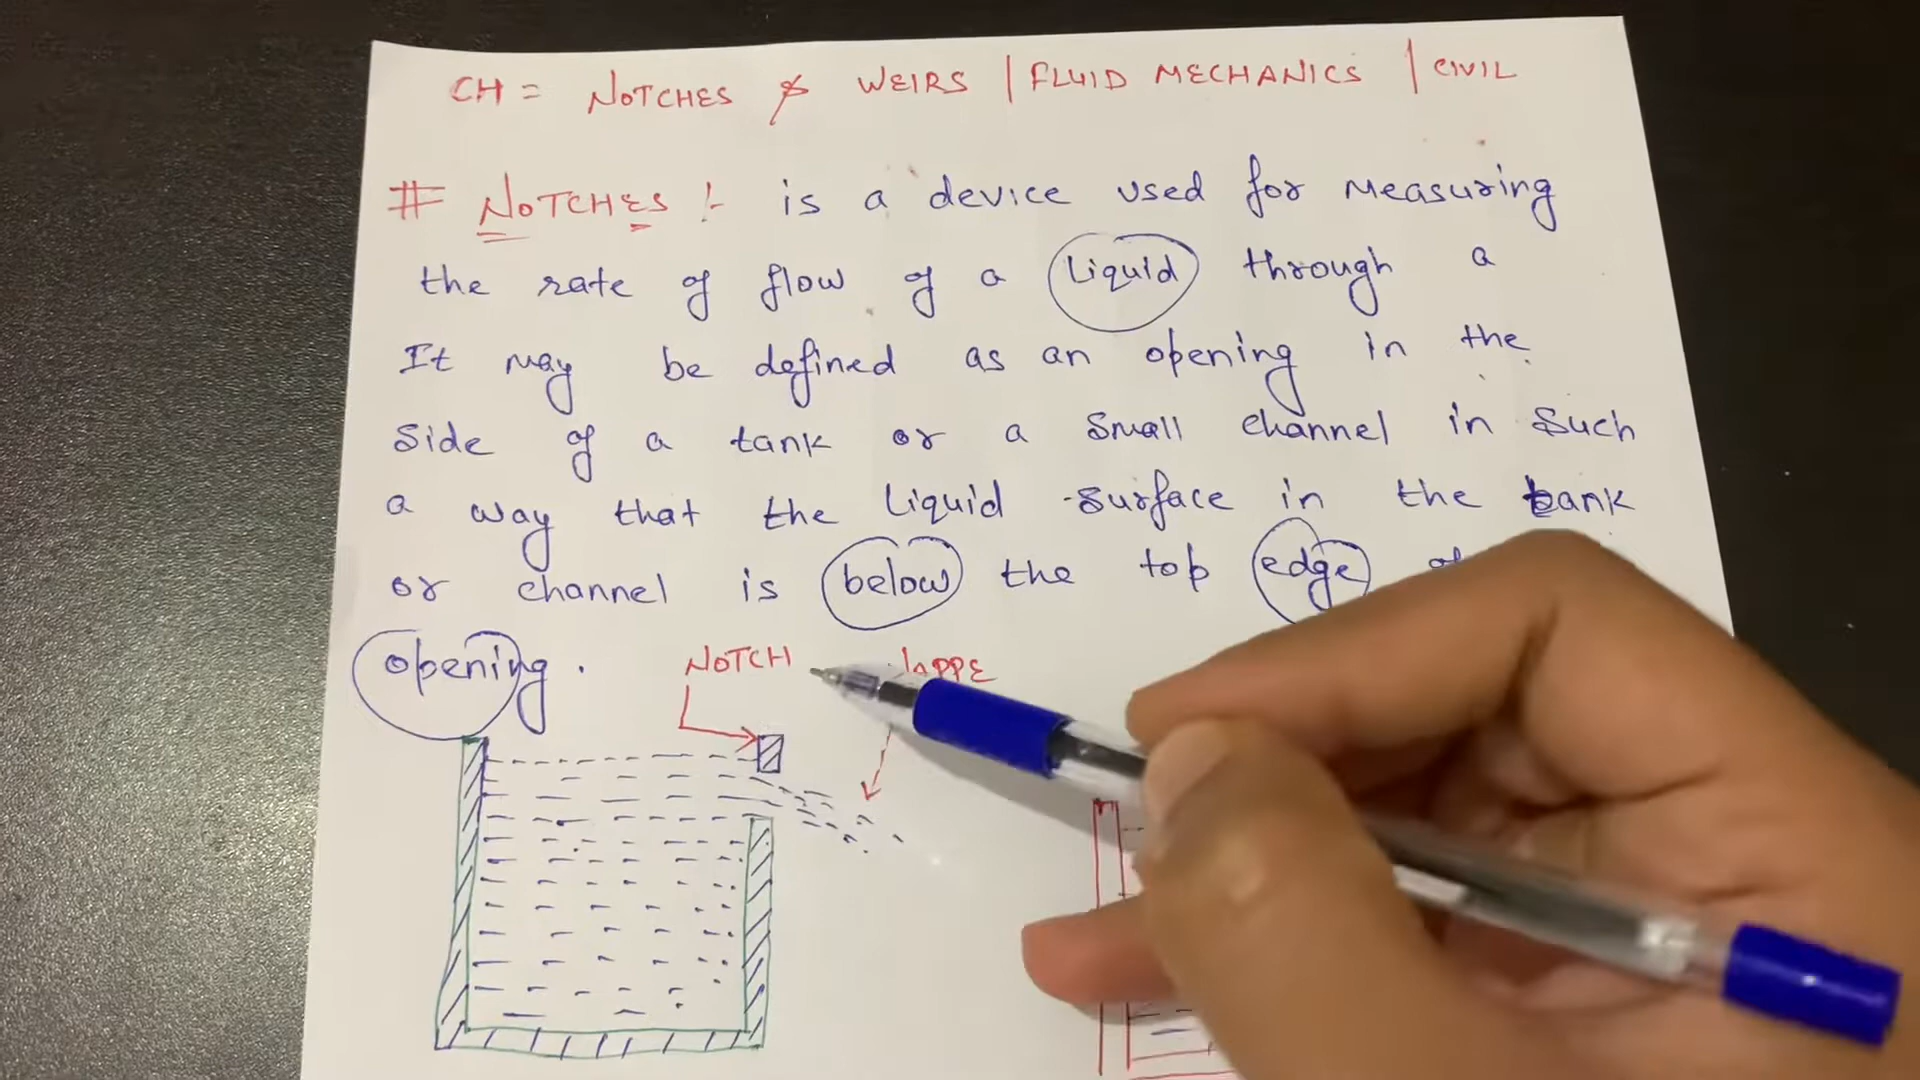 CH = NOTCHES & WEIRS | FLUID MECHANICS | CIVIL
# NOTCHES :- is a device used for Measuring
the rate of flow of a Liquid through a
It may be defined as an opening in the
Side of a tank or a Small channel in Such
a way that the Liquid Surface in the tank
or channel is below the top edge of
opening.
NOTCH